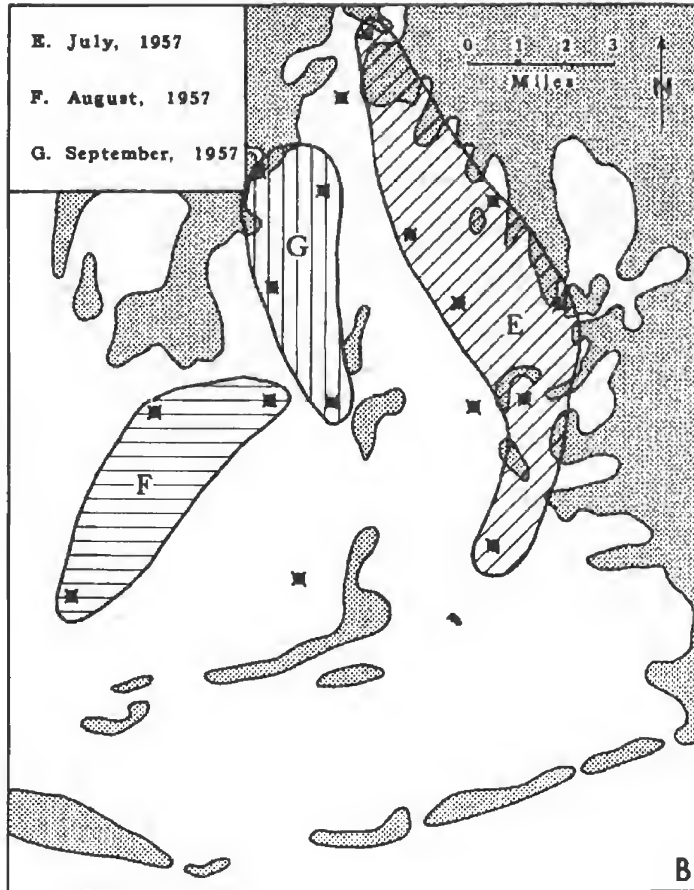 E. July, 1957
F. August, 1957
G. September, 1957
0 1 2 3
Miles
N
G
E
F
B